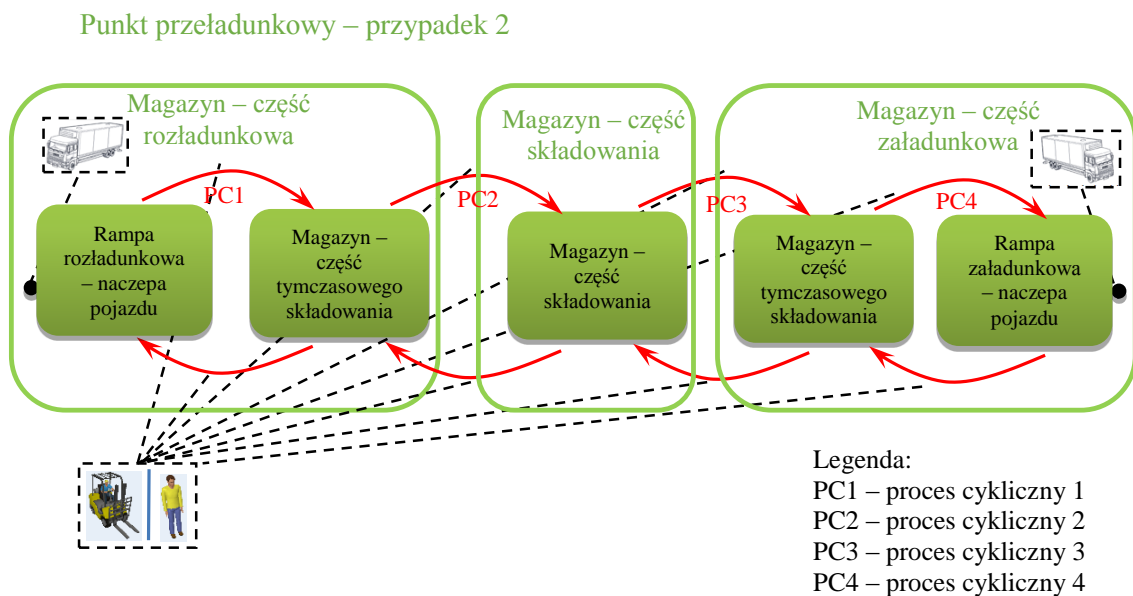 Punkt przeładunkowy – przypadek 2
Magazyn – część
rozładunkowa
Magazyn – część
składowania
Magazyn – część
załadunkowa
PC1
PC2
PC3
PC4
Rampa
rozładunkowa
– naczepa
pojazdu
Magazyn –
część
tymczasowego
składowania
Magazyn –
część
składowania
Magazyn –
część
tymczasowego
składowania
Rampa
załadunkowa
– naczepa
pojazdu
Legenda:
PC1 – proces cykliczny 1
PC2 – proces cykliczny 2
PC3 – proces cykliczny 3
PC4 – proces cykliczny 4